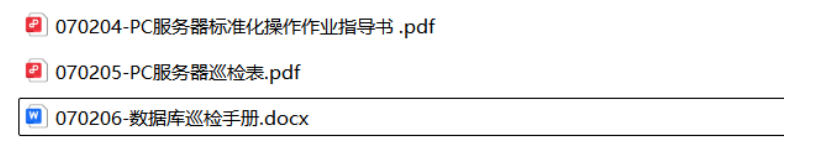 070204-PC服务器标准化操作作业指导书 .pdf
070205-PC服务器巡检表.pdf
070206-数据库巡检手册.docx